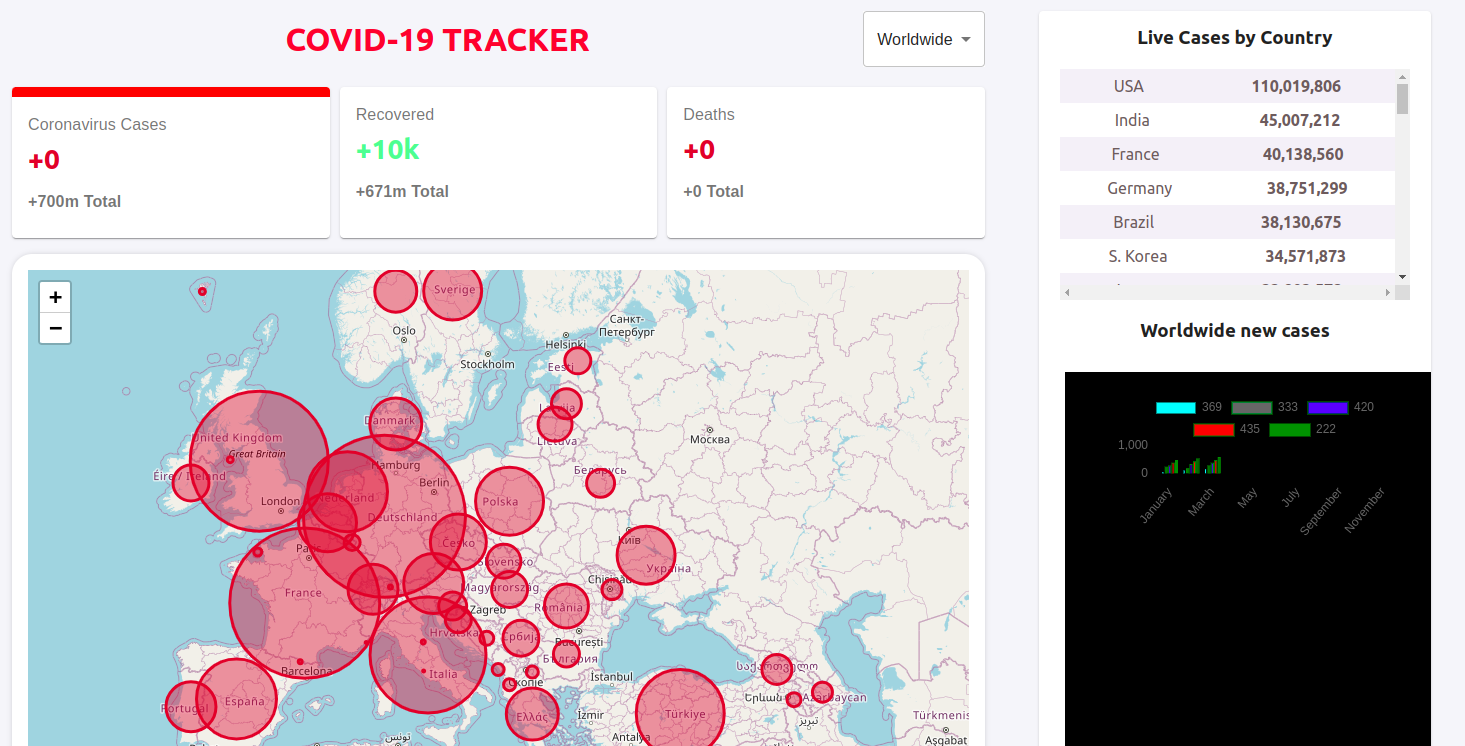 COVID-19 TRACKER
Worldwide
Coronavirus Cases
+0
+700m Total
Recovered
+10k
+671m Total
Deaths
+0
+0 Total
+
−
Sverige
Oslo
Stockholm
Helsinki
Санкт-
Петербург
Eesti
Latvija
Lietuva
Москва
Danmark
United Kingdom
Great Britain
Éire / Ireland
London
Hamburg
Nederland
Berlin
Deutschland
Polska
Беларусь
Česko
Київ
Україна
Paris
Slovensko
Chișinău
France
Magyarország
Zagreb
România
Hrvatska
Србија
București
България
Barcelona
Italia
Скопје
İstanbul
საქართველო
Portugal
España
Ελλάς
İzmir
Türkiye
Azərbaycan
تبریز
Türkmenis
تونس
Antalya
Aşgabat
Live Cases by Country
USA 110,019,806
India 45,007,212
France 40,138,560
Germany 38,751,299
Brazil 38,130,675
S. Korea 34,571,873
Worldwide new cases
369 333 420
435 222
1,000
0
January
March
May
July
September
November